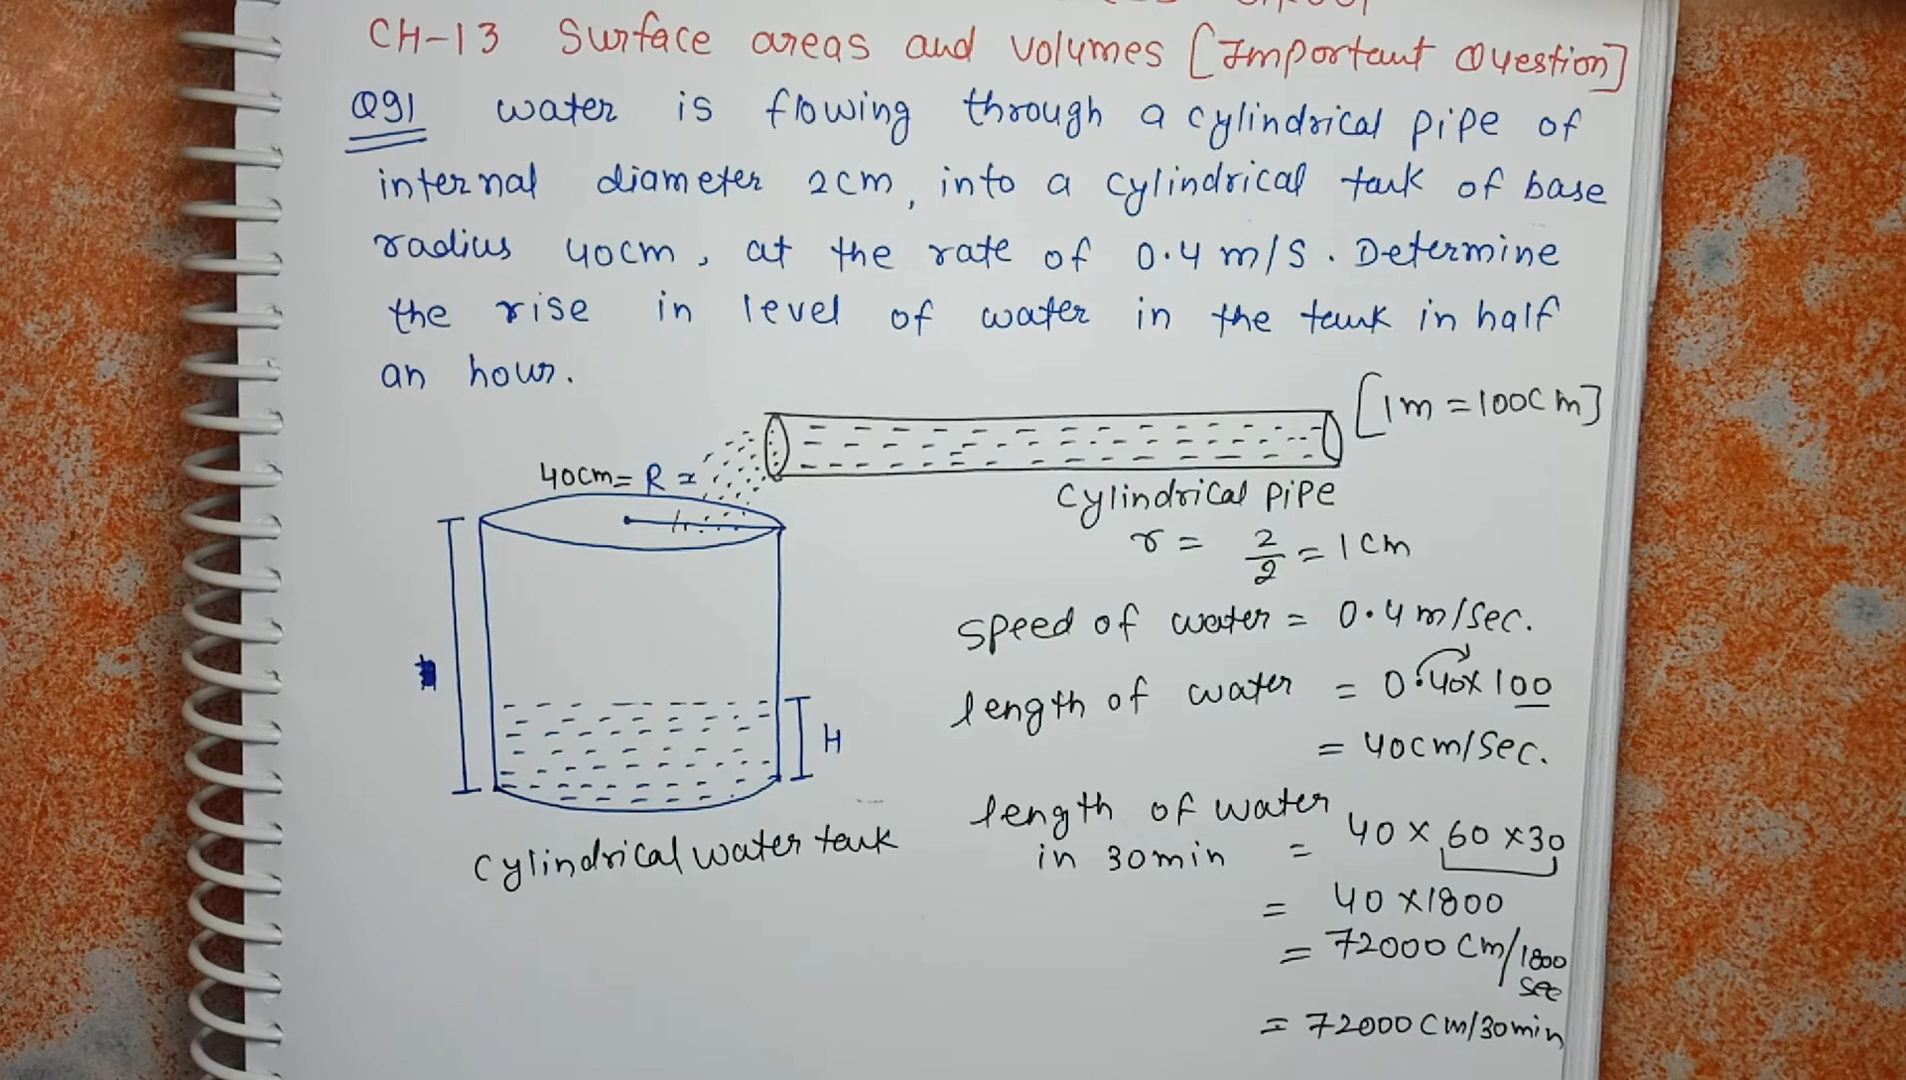 CH-13 Surface areas and volumes [Important Question]
Q91 water is flowing through a cylindrical pipe of
internal diameter 2cm, into a cylindrical tank of base
radius 40cm, at the rate of 0.4 m/s. Determine
the rise in level of water in the tank in half
an hour.
[1m = 100cm]
40cm = R =
cylindrical pipe
r = 2/2 = 1cm
speed of water = 0.4 m/sec.
length of water = 0.40 x 100
= 40cm/sec.
H
length of water
in 30min = 40 x 60 x 30
cylindrical water tank
= 40 x 1800
= 72000 cm/1800 sec
= 72000 cm/30min